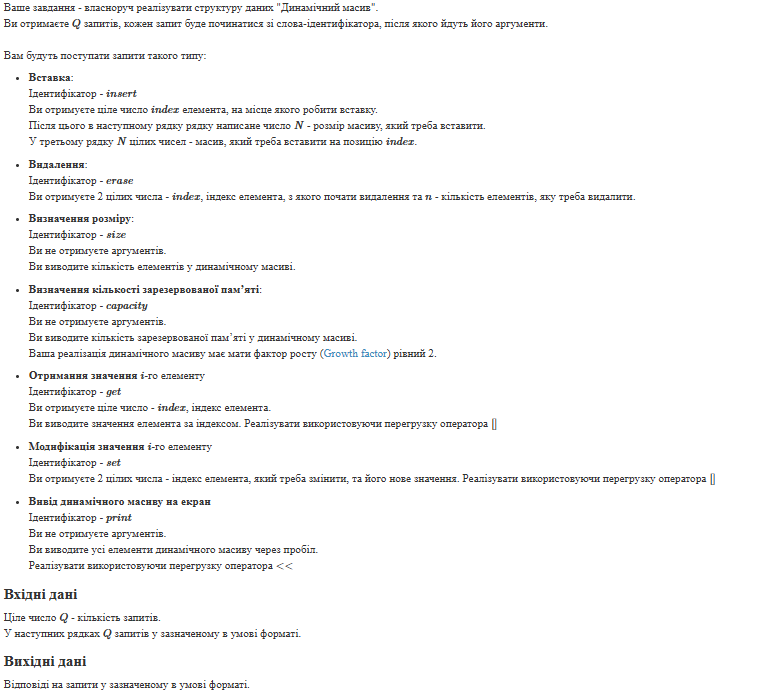 Ваше завдання - власноруч реалізувати структуру даних "Динамічний масив".
Ви отримаєте Q запитів, кожен запит буде починатися зі слова-ідентифікатора, після якого йдуть його аргументи.
Вам будуть поступати запити такого типу:
• Вставка:
Ідентифікатор - insert
Ви отримуєте ціле число index елемента, на місце якого робити вставку.
Після цього в наступному рядку рядку написане число N - розмір масиву, який треба вставити.
У третьому рядку N цілих чисел - масив, який треба вставити на позицію index.
• Видалення:
Ідентифікатор - erase
Ви отримуєте 2 цілих числа - index, індекс елемента, з якого почати видалення та n - кількість елементів, яку треба видалити.
• Визначення розміру:
Ідентифікатор - size
Ви не отримуєте аргументів.
Ви виводите кількість елементів у динамічному масиві.
• Визначення кількості зарезервованої пам’яті:
Ідентифікатор - capacity
Ви не отримуєте аргументів.
Ви виводите кількість зарезервованої пам’яті у динамічному масиві.
Ваша реалізація динамічного масиву має мати фактор росту (Growth factor) рівний 2.
• Отримання значення i-го елементу
Ідентифікатор - get
Ви отримуєте ціле число - index, індекс елемента.
Ви виводите значення елемента за індексом. Реалізувати використовуючи перегрузку оператора []
• Модифікація значення i-го елементу
Ідентифікатор - set
Ви отримуєте 2 цілих числа - індекс елемента, який треба змінити, та його нове значення. Реалізувати використовуючи перегрузку оператора []
• Вивід динамічного масиву на екран
Ідентифікатор - print
Ви не отримуєте аргументів.
Ви виводите усі елементи динамічного масиву через пробіл.
Реалізувати використовуючи перегрузку оператора <<
Вхідні дані
Ціле число Q - кількість запитів.
У наступних рядках Q запитів у зазначеному в умові форматі.
Вихідні дані
Відповіді на запити у зазначеному в умові форматі.